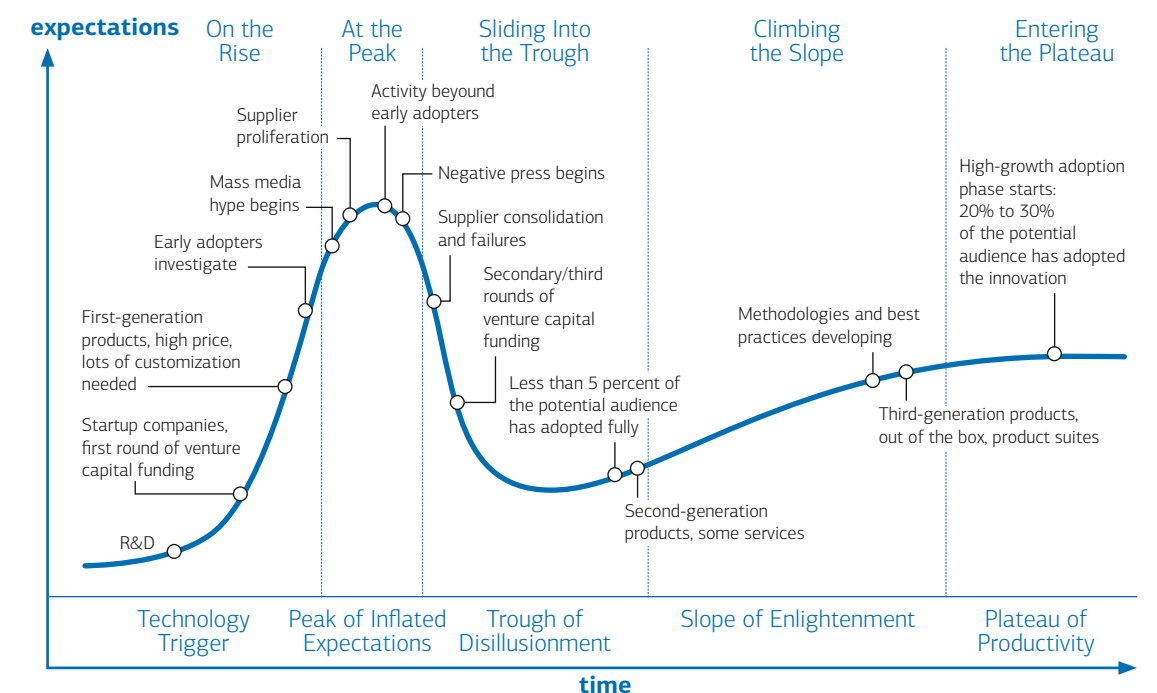 expectations
On the
Rise
At the
Peak
Sliding Into
the Trough
Climbing
the Slope
Entering
the Plateau
Activity beyound
early adopters
Supplier
proliferation
Negative press begins
Mass media
hype begins
Supplier consolidation
and failures
Early adopters
investigate
Secondary/third
rounds of
venture capital
funding
First-generation
products, high price,
lots of customization
needed
Less than 5 percent of
the potential audience
has adopted fully
Startup companies,
first round of venture
capital funding
R&D
Second-generation
products, some services
Methodologies and best
practices developing
Third-generation products,
out of the box, product suites
High-growth adoption
phase starts:
20% to 30%
of the potential
audience has adopted
the innovation
Technology
Trigger
Peak of Inflated
Expectations
Trough of
Disillusionment
Slope of Enlightenment
Plateau of
Productivity
time